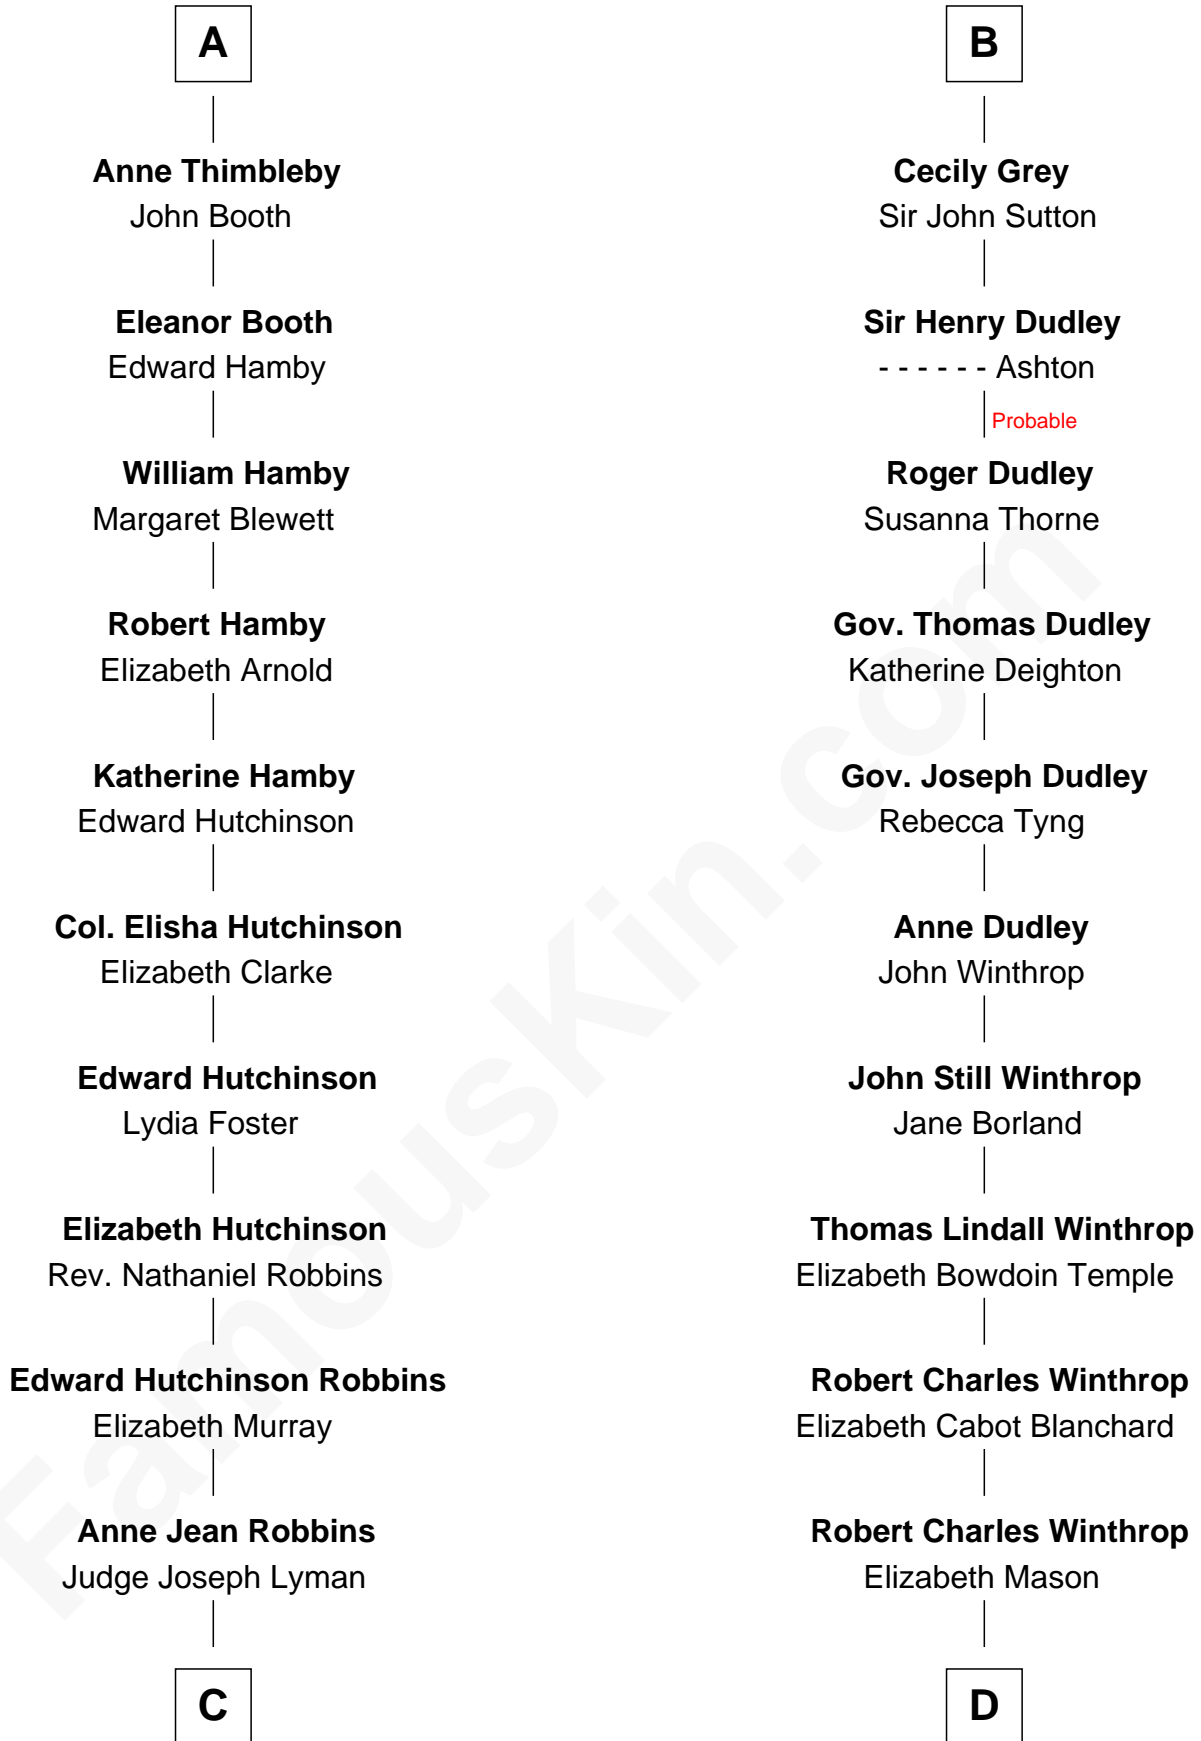 A
Anne Thimbleby
John Booth
Eleanor Booth
Edward Hamby
William Hamby
Margaret Blewett
Robert Hamby
Elizabeth Arnold
Katherine Hamby
Edward Hutchinson
Col. Elisha Hutchinson
Elizabeth Clarke
Edward Hutchinson
Lydia Foster
Elizabeth Hutchinson
Rev. Nathaniel Robbins
Edward Hutchinson Robbins
Elizabeth Murray
Anne Jean Robbins
Judge Joseph Lyman
C
B
Cecily Grey
Sir John Sutton
Sir Henry Dudley
- - - - - - Ashton
Probable
Roger Dudley
Susanna Thorne
Gov. Thomas Dudley
Katherine Deighton
Gov. Joseph Dudley
Rebecca Tyng
Anne Dudley
John Winthrop
John Still Winthrop
Jane Borland
Thomas Lindall Winthrop
Elizabeth Bowdoin Temple
Robert Charles Winthrop
Elizabeth Cabot Blanchard
Robert Charles Winthrop
Elizabeth Mason
D
FamousKin.com